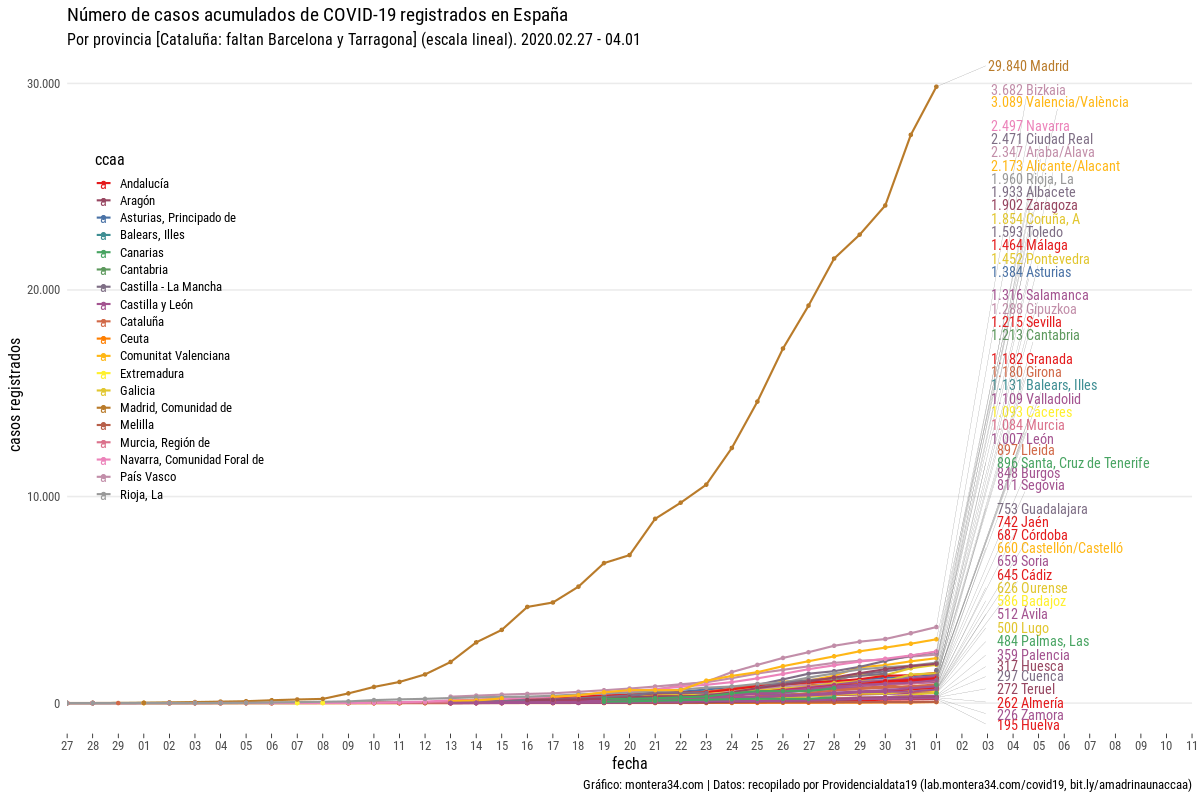 Número de casos acumulados de COVID-19 registrados en España
Por provincia [Cataluña: faltan Barcelona y Tarragona] (escala lineal). 2020.02.27 - 04.01
casos registrados
30.000
20.000
10.000
0
ccaa
Andalucía
Aragón
Asturias, Principado de
Balears, Illes
Canarias
Cantabria
Castilla - La Mancha
Castilla y León
Cataluña
Ceuta
Comunitat Valenciana
Extremadura
Galicia
Madrid, Comunidad de
Melilla
Murcia, Región de
Navarra, Comunidad Foral de
País Vasco
Rioja, La
29.840 Madrid
3.682 Bizkaia
3.089 Valencia/València
2.497 Navarra
2.471 Ciudad Real
2.347 Araba/Álava
2.173 Alicante/Alacant
1.960 Rioja, La
1.933 Albacete
1.902 Zaragoza
1.854 Coruña, A
1.593 Toledo
1.464 Málaga
1.452 Pontevedra
1.384 Asturias
1.316 Salamanca
1.288 Gipuzkoa
1.215 Sevilla
1.213 Cantabria
1.182 Granada
1.180 Girona
1.131 Balears, Illes
1.109 Valladolid
1.093 Cáceres
1.084 Murcia
1.007 León
897 Lleida
896 Santa, Cruz de Tenerife
848 Burgos
811 Segovia
753 Guadalajara
742 Jaén
687 Córdoba
660 Castellón/Castelló
659 Soria
645 Cádiz
626 Ourense
586 Badajoz
512 Ávila
500 Lugo
484 Palmas, Las
359 Palencia
317 Huesca
297 Cuenca
272 Teruel
262 Almería
226 Zamora
195 Huelva
27 28 29 01 02 03 04 05 06 07 08 09 10 11 12 13 14 15 16 17 18 19 20 21 22 23 24 25 26 27 28 29 30 31 01 02 03 04 05 06 07 08 09 10 11
fecha
Gráfico: montera34.com | Datos: recopilado por Providencialdata19 (lab.montera34.com/covid19, bit.ly/amadrinaunaccaa)